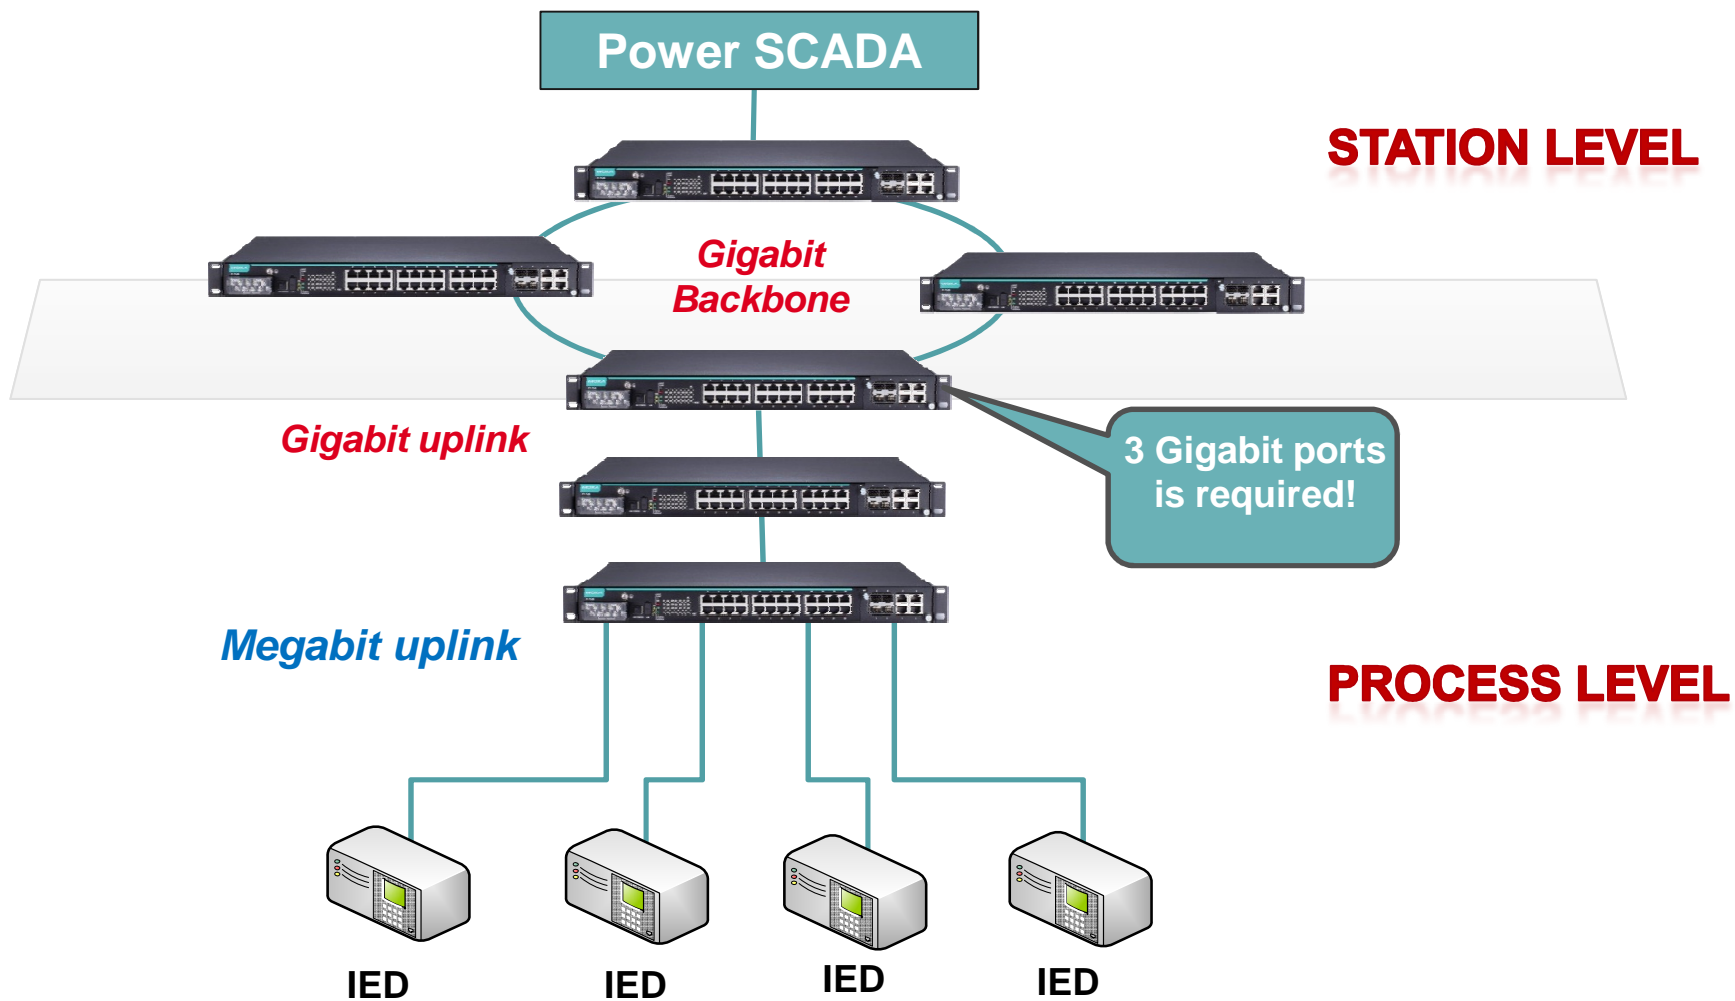 Power SCADA
STATION LEVEL
Gigabit
Backbone
Gigabit uplink
3 Gigabit ports
is required!
Megabit uplink
PROCESS LEVEL
IED
IED
IED
IED